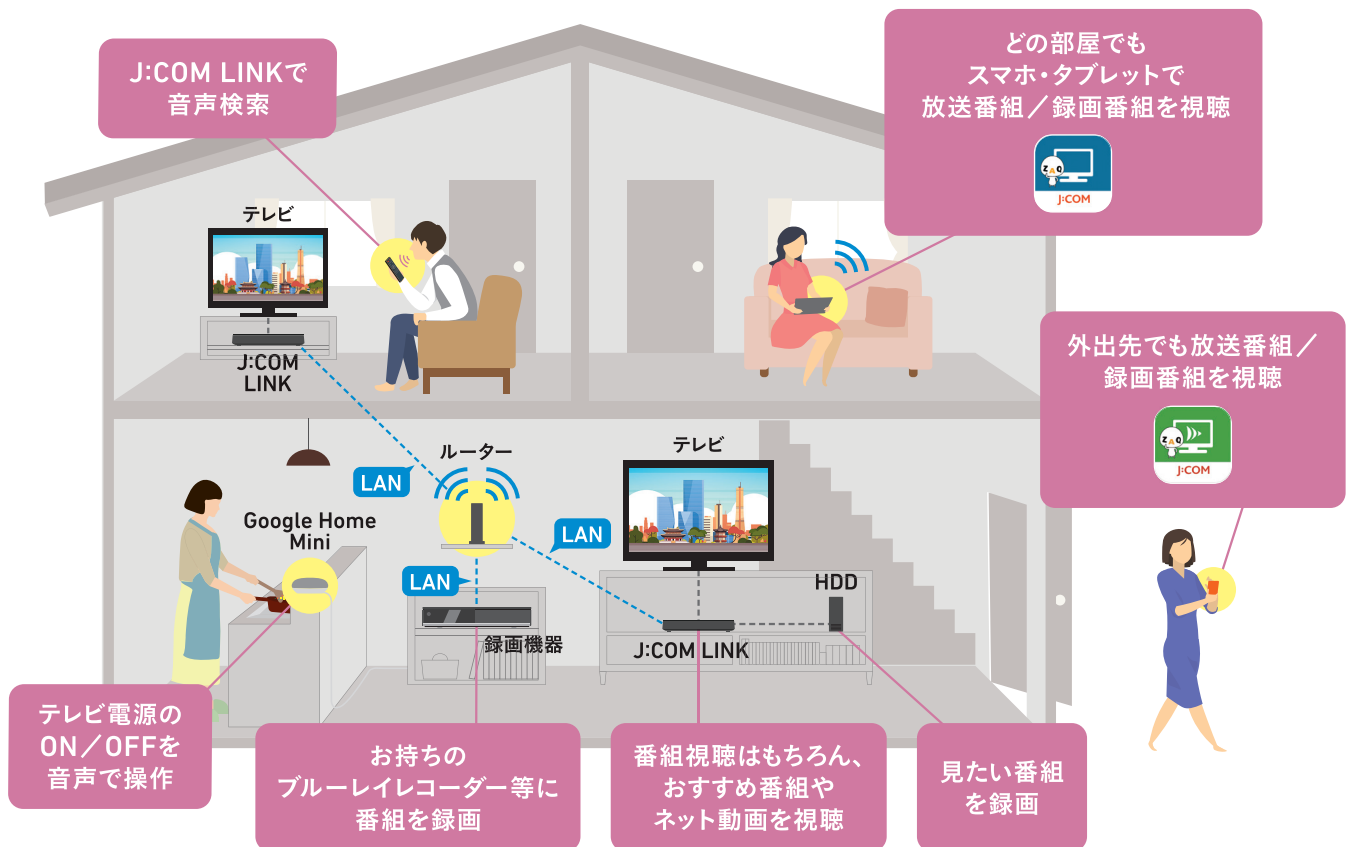 J:COM LINKで
音声検索
どの部屋でも
スマホ・タブレットで
放送番組／録画番組を視聴
ZAQ
J:COM
テレビ
J:COM
LINK
外出先でも放送番組／
録画番組を視聴
ZAQ
J:COM
ルーター
テレビ
LAN
LAN
LAN
Google Home
Mini
HDD
録画機器
J:COM LINK
テレビ電源の
ON／OFFを
音声で操作
お持ちの
ブルーレイレコーダー等に
番組を録画
番組視聴はもちろん、
おすすめ番組や
ネット動画を視聴
見たい番組
を録画